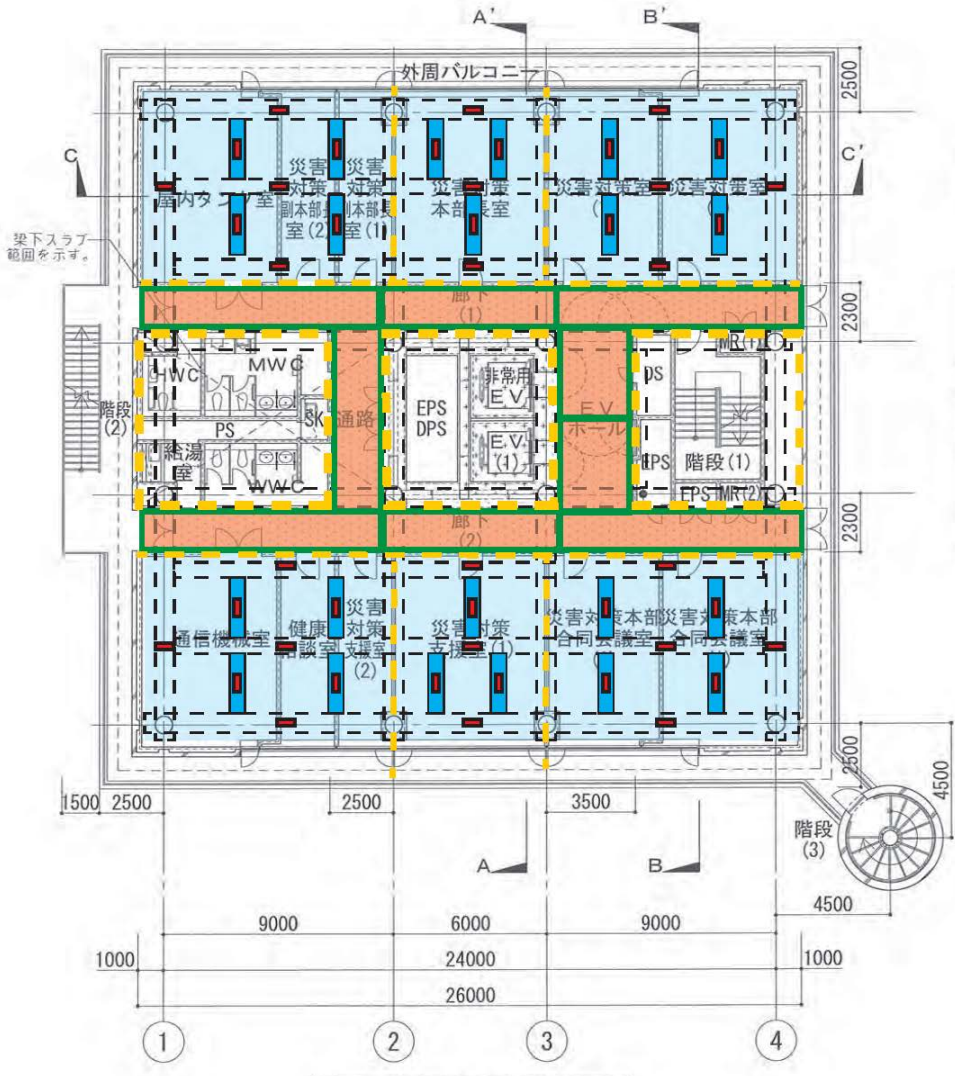 A'
B'
外周バルコニー
2500
C
C'
屋内タンク室
災害
対策
副本部長
室(2)
災害
対策
副本部長
室(1)
災害対策
本部長室
災害対策室
災害対策室
梁下スラブ
範囲を示す。
廊下
(1)
2300
HWC
MWC
SK
PS
給湯
室
WWC
階段
(2)
通路
EPS
DPS
非常用
E.V.
E.V.
(1)
E.V.
ホール
DS
MR(1)
EPS
階段(1)
EPS
MR(2)
廊下
(2)
2300
通信機械室
健康
相談室
災害
対策
支援室
(2)
災害対策
支援室(1)
災害対策本部
合同会議室
災害対策本部
合同会議室
2500
4500
1500
2500
2500
3500
階段
(3)
A
B
4500
9000
6000
9000
1000
24000
1000
26000
1
2
3
4